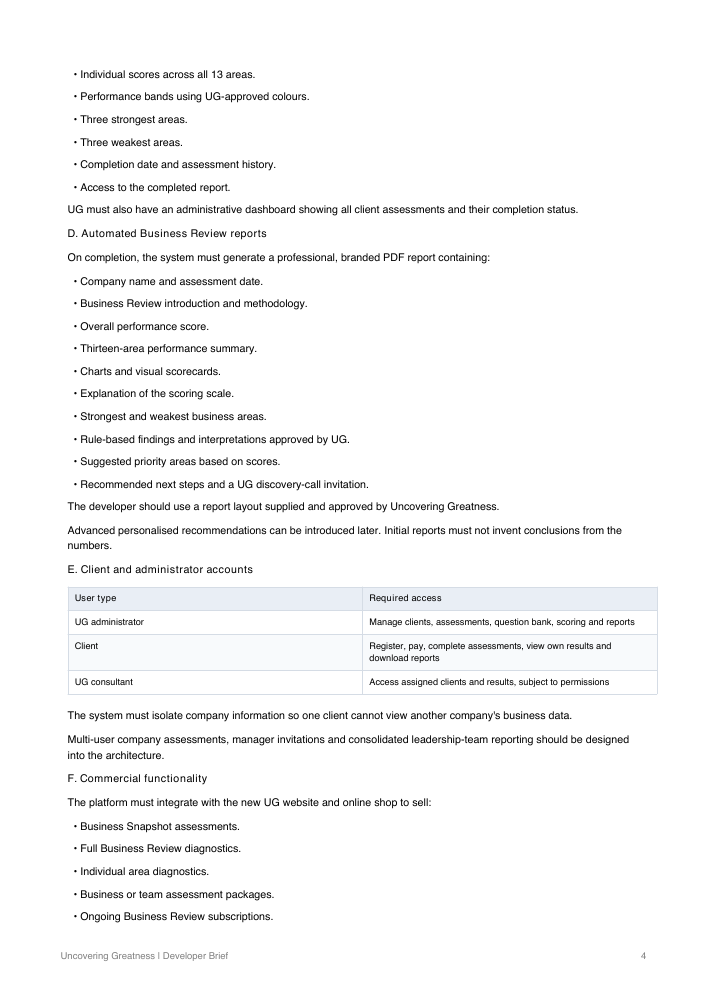 • Individual scores across all 13 areas.
• Performance bands using UG-approved colours.
• Three strongest areas.
• Three weakest areas.
• Completion date and assessment history.
• Access to the completed report.
UG must also have an administrative dashboard showing all client assessments and their completion status.
D. Automated Business Review reports
On completion, the system must generate a professional, branded PDF report containing:
• Company name and assessment date.
• Business Review introduction and methodology.
• Overall performance score.
• Thirteen-area performance summary.
• Charts and visual scorecards.
• Explanation of the scoring scale.
• Strongest and weakest business areas.
• Rule-based findings and interpretations approved by UG.
• Suggested priority areas based on scores.
• Recommended next steps and a UG discovery-call invitation.
The developer should use a report layout supplied and approved by Uncovering Greatness.
Advanced personalised recommendations can be introduced later. Initial reports must not invent conclusions from the
numbers.
E. Client and administrator accounts
User type Required access
UG administrator Manage clients, assessments, question bank, scoring and reports
Client Register, pay, complete assessments, view own results and
download reports
UG consultant Access assigned clients and results, subject to permissions
The system must isolate company information so one client cannot view another company's business data.
Multi-user company assessments, manager invitations and consolidated leadership-team reporting should be designed
into the architecture.
F. Commercial functionality
The platform must integrate with the new UG website and online shop to sell:
• Business Snapshot assessments.
• Full Business Review diagnostics.
• Individual area diagnostics.
• Business or team assessment packages.
• Ongoing Business Review subscriptions.
Uncovering Greatness | Developer Brief 4